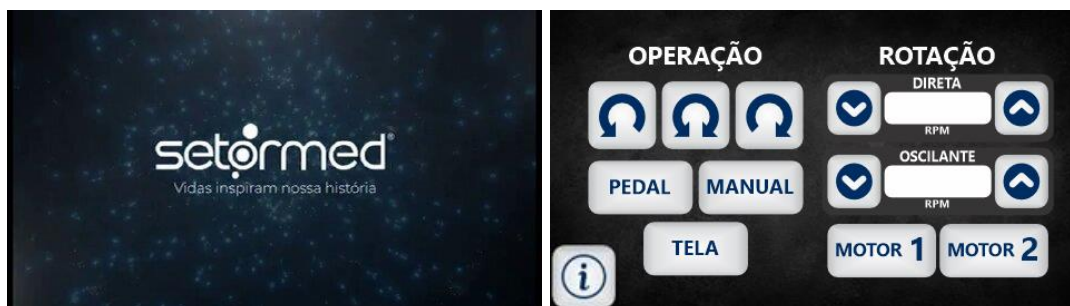 setormed®
Vidas inspiram nossa história
OPERAÇÃO
PEDAL MANUAL
TELA
i
ROTAÇÃO
DIRETA
RPM
OSCILANTE
RPM
MOTOR 1 MOTOR 2